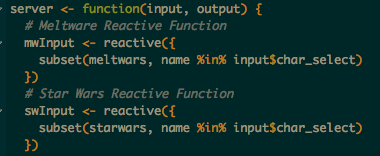 server <- function(input, output) {
  # Meltware Reactive Function
  mwInput <- reactive({
    subset(meltwars, name %in% input$char_select)
  })
  # Star Wars Reactive Function
  swInput <- reactive({
    subset(starwars, name %in% input$char_select)
  })